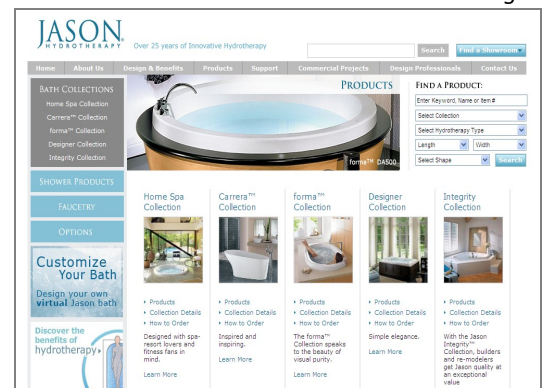 JASON
HYDROTHERAPY
Over 25 years of Innovative Hydrotherapy
Search
Find a Showroom
Home About Us Design & Benefits Products Support Commercial Projects Design Professionals Contact Us
BATH COLLECTIONS
Home Spa Collection
Carrera™ Collection
forma™ Collection
Designer Collection
Integrity Collection
SHOWER PRODUCTS
FAUCETRY
OPTIONS
Customize
Your Bath
Design your own
virtual Jason bath
Discover the
benefits of
hydrotherapy
PRODUCTS
forma™ DA500
FIND A PRODUCT:
Enter Keyword, Name or Item #
Select Collection
Select Hydrotherapy Type
Length Width
Select Shape Search
Home Spa
Collection
Products
Collection Details
How to Order
Designed with spa-
resort lovers and
fitness fans in
mind.
Learn More
Carrera™
Collection
Products
Collection Details
How to Order
Inspired and
inspiring.
Learn More
forma™
Collection
Products
Collection Details
How to Order
The forma™
Collection speaks
to the beauty of
visual purity.
Learn More
Designer
Collection
Products
Collection Details
How to Order
Simple elegance.
Learn More
Integrity
Collection
Products
Collection Details
How to Order
With the Jason
Integrity™
Collection, builders
and re-modelers
get Jason quality at
an exceptional
value